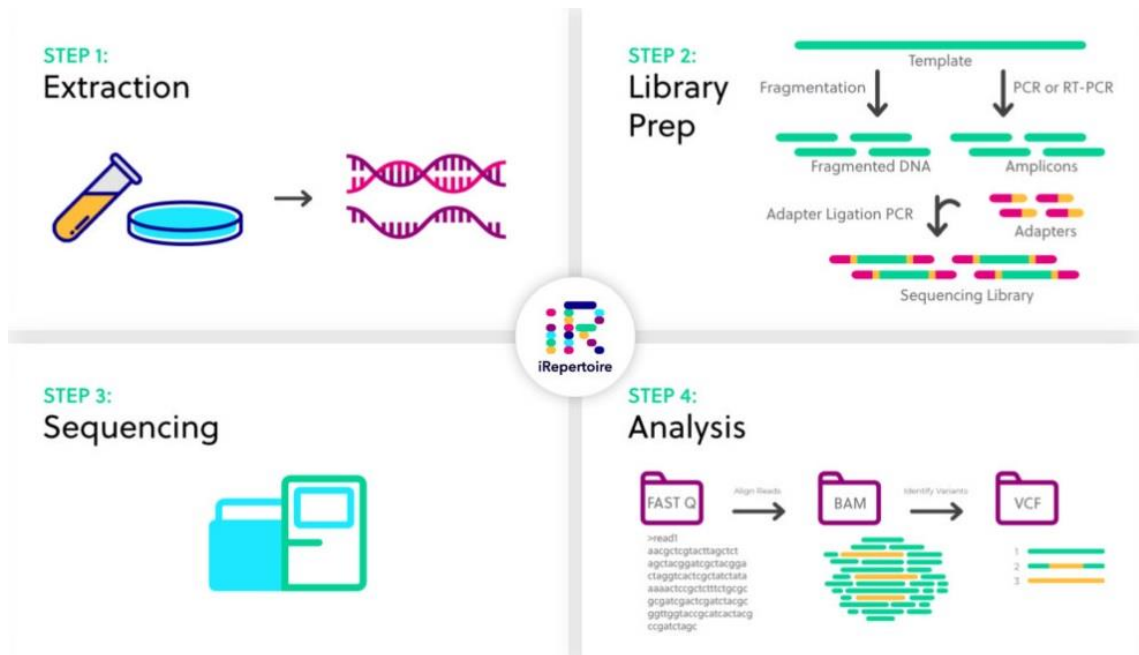 STEP 1:
Extraction
STEP 2:
Library
Prep
Template
Fragmentation
PCR or RT-PCR
Fragmented DNA
Amplicons
Adapter Ligation PCR
Adapters
Sequencing Library
iR
iRepertoire
STEP 3:
Sequencing
STEP 4:
Analysis
FAST Q
Align Reads
BAM
Identify Variants
VCF
>read1
aacgctcgtacttagctct
agctacggatcgctacgga
ctaggtcactcgctatctata
aaaactccgctctttctgcgc
gcgatcgactcgatctacgc
ggttggtaccgcatcactacg
ccgatctagc
1
2
3